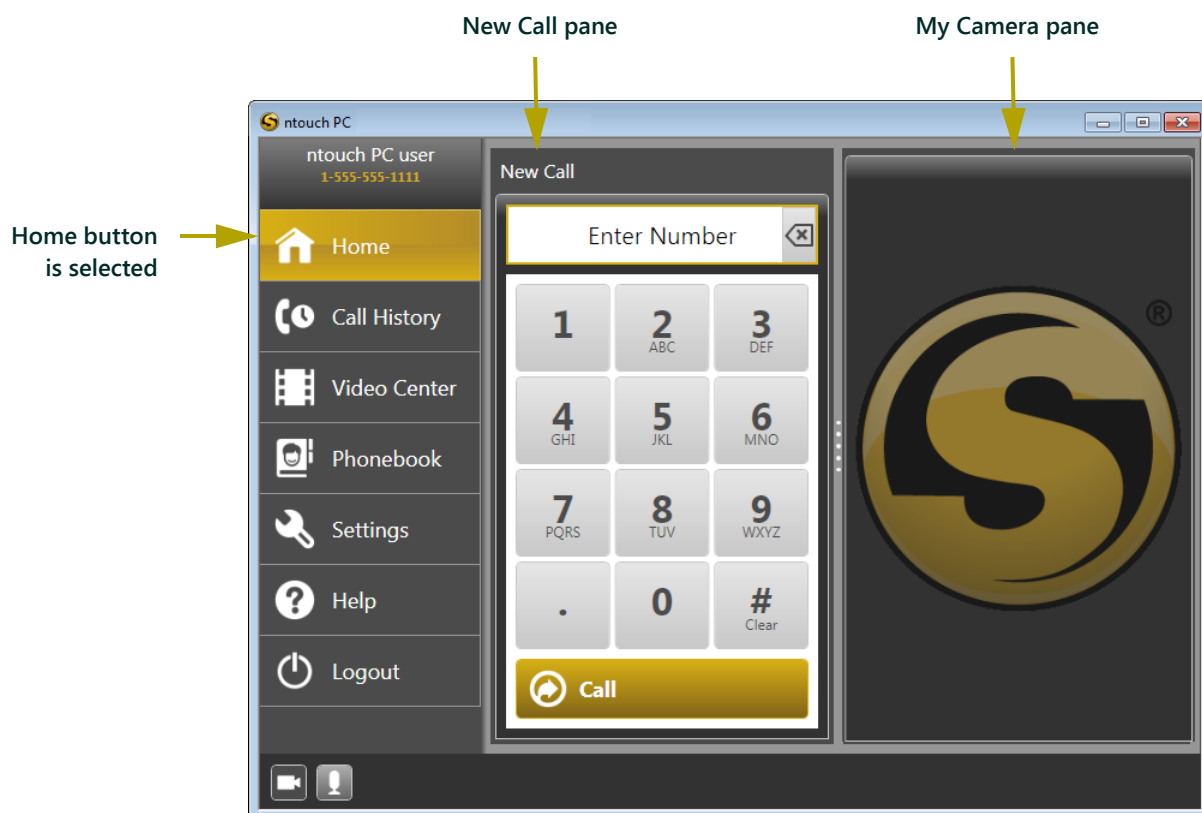 New Call pane
My Camera pane
ntouch PC
ntouch PC user
1-555-555-1111
Home button
is selected
Home
Call History
Video Center
Phonebook
Settings
Help
Logout
New Call
Enter Number
1
2
ABC
3
DEF
4
GHI
5
JKL
6
MNO
7
PQRS
8
TUV
9
WXYZ
.
0
#
Clear
Call
S
®